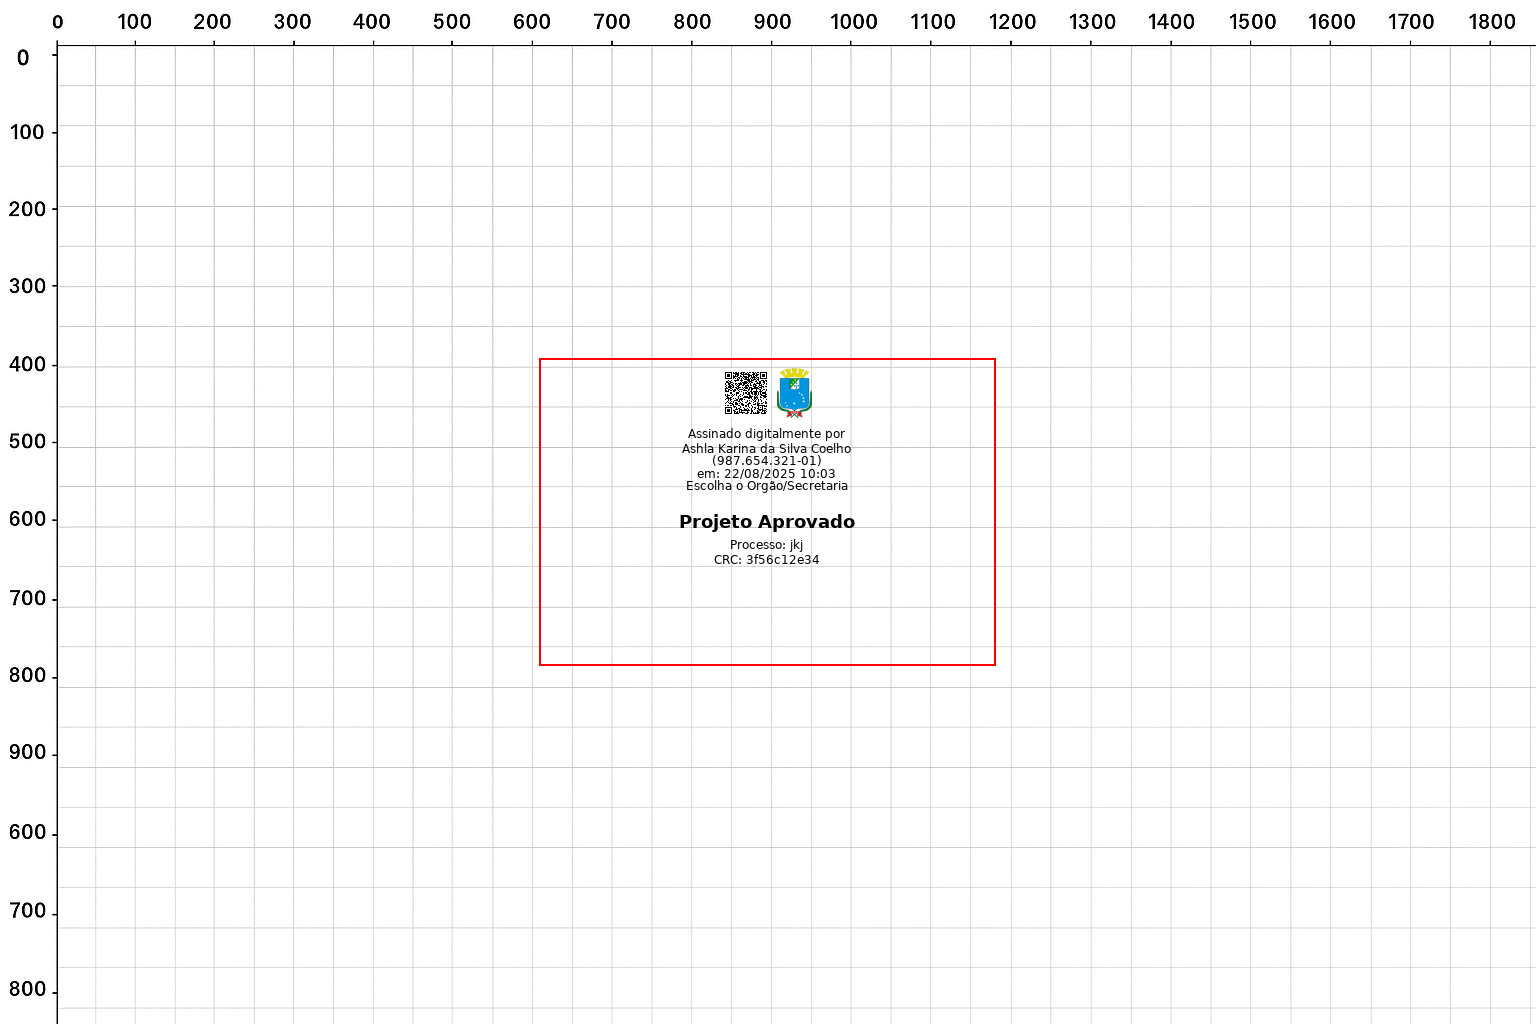 0 100 200 300 400 500 600 700 800 900 1000 1100 1200 1300 1400 1500 1600 1700 1800
0
100
200
300
400
500
600
700
800
900
600
700
800
Assinado digitalmente por
Ashla Karina da Silva Coelho
(987.654.321-01)
em: 22/08/2025 10:03
Escolha o Orgão/Secretaria
Projeto Aprovado
Processo: jkj
CRC: 3f56c12e34